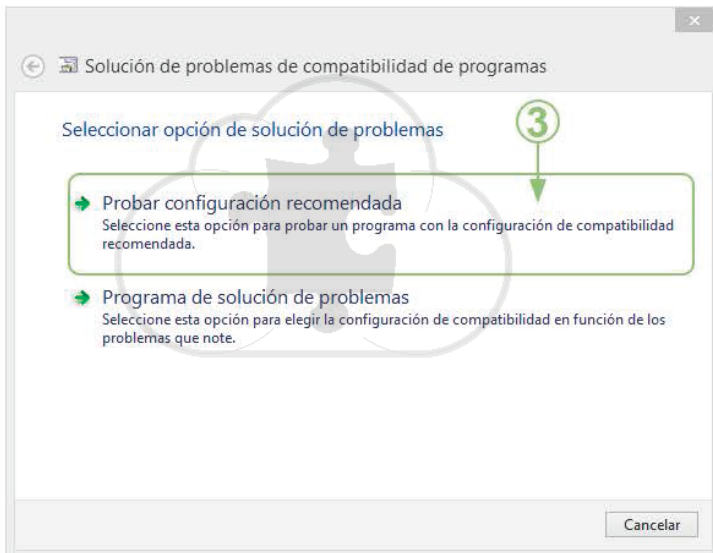 Solución de problemas de compatibilidad de programas
Seleccionar opción de solución de problemas
3
Probar configuración recomendada
Seleccione esta opción para probar un programa con la configuración de compatibilidad
recomendada.
Programa de solución de problemas
Seleccione esta opción para elegir la configuración de compatibilidad en función de los
problemas que note.
Cancelar